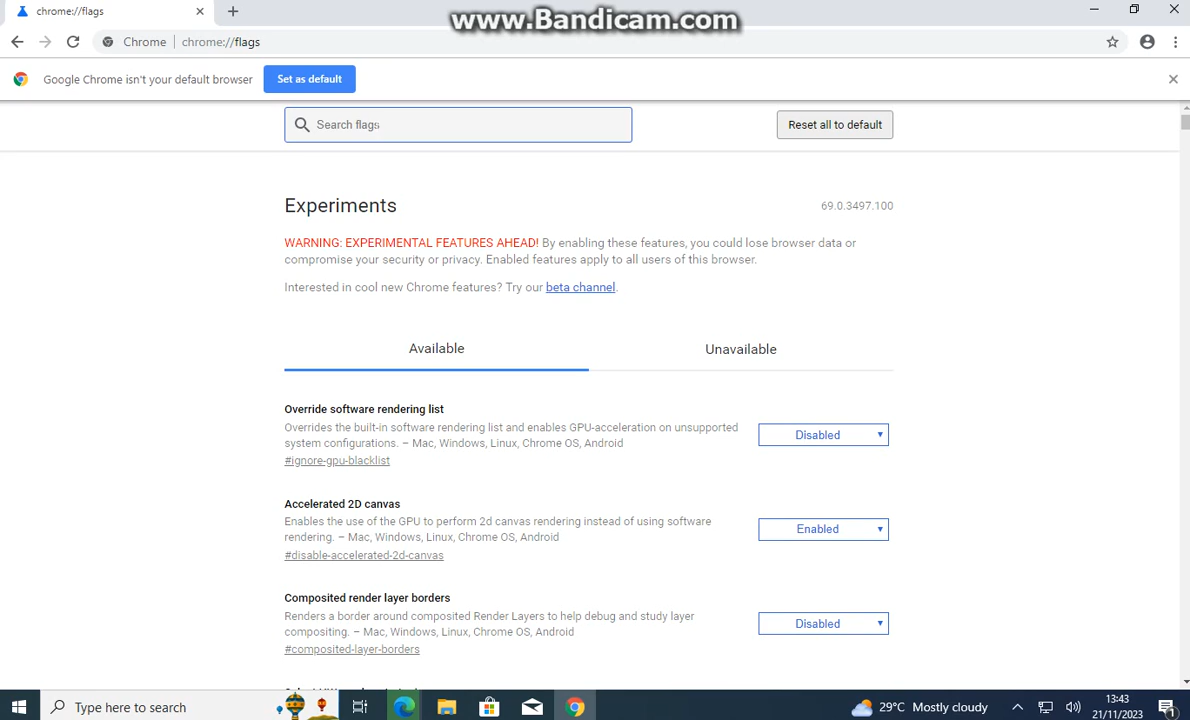 www.Bandicam.com
chrome://flags
Chrome | chrome://flags
Google Chrome isn't your default browser
Set as default
Search flags
Reset all to default
Experiments
69.0.3497.100
WARNING: EXPERIMENTAL FEATURES AHEAD! By enabling these features, you could lose browser data or
compromise your security or privacy. Enabled features apply to all users of this browser.
Interested in cool new Chrome features? Try our beta channel.
Available
Unavailable
Override software rendering list
Overrides the built-in software rendering list and enables GPU-acceleration on unsupported
system configurations. – Mac, Windows, Linux, Chrome OS, Android
#ignore-gpu-blacklist
Disabled
Accelerated 2D canvas
Enables the use of the GPU to perform 2d canvas rendering instead of using software
rendering. – Mac, Windows, Linux, Chrome OS, Android
#disable-accelerated-2d-canvas
Enabled
Composited render layer borders
Renders a border around composited Render Layers to help debug and study layer
compositing. – Mac, Windows, Linux, Chrome OS, Android
#composited-layer-borders
Disabled
Type here to search
29°C Mostly cloudy
13:43
21/11/2023
1